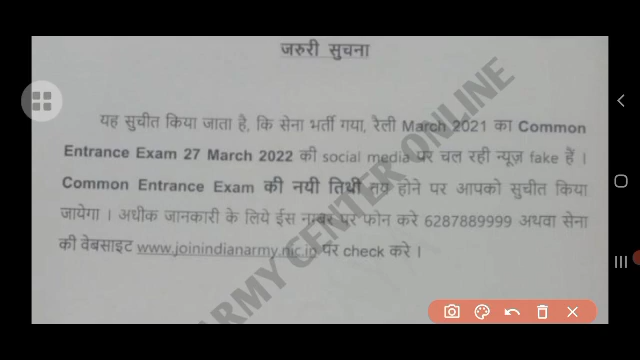 जरुरी सुचना
यह सुचीत किया जाता है, कि सेना भर्ती गया, रैली March 2021 का Common
Entrance Exam 27 March 2022 की social media पर चल रही न्यूज़ fake हैं ।
Common Entrance Exam की नयी तिथी तय होने पर आपको सुचीत किया
जायेगा । अधीक जानकारी के लिये ईस नम्बर पर फोन करे 6287889999 अथवा सेना
की वेबसाइट www.joinindianarmy.nic.in पर check करे ।
ARMY CENTER ONLINE